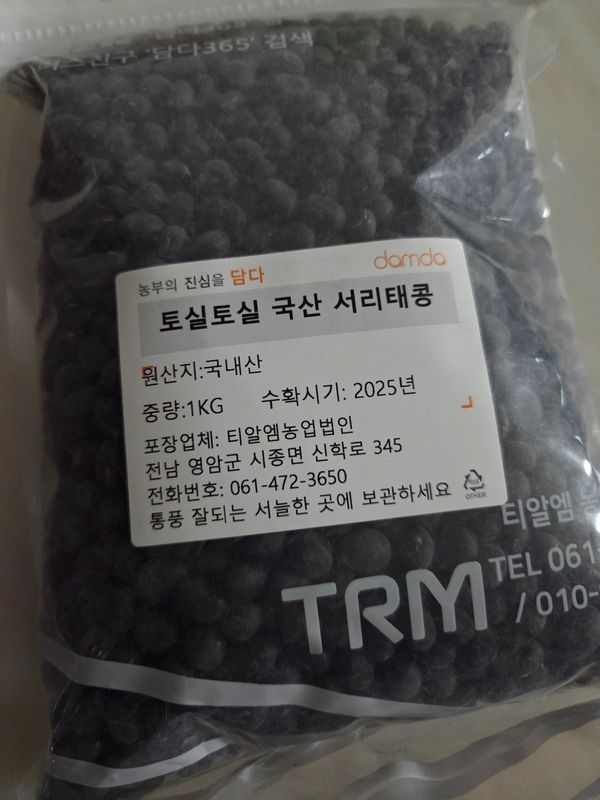 '담다365' 검색
damda
농부의 진심을 담다
토실토실 국산 서리태콩
원산지:국내산
중량:1KG 수확시기: 2025년
포장업체: 티알엠농업법인
전남 영암군 시종면 신학로 345
전화번호: 061-472-3650
통풍 잘되는 서늘한 곳에 보관하세요
OTHER
티알엠 농
TRM
TEL 061-
/ 010-